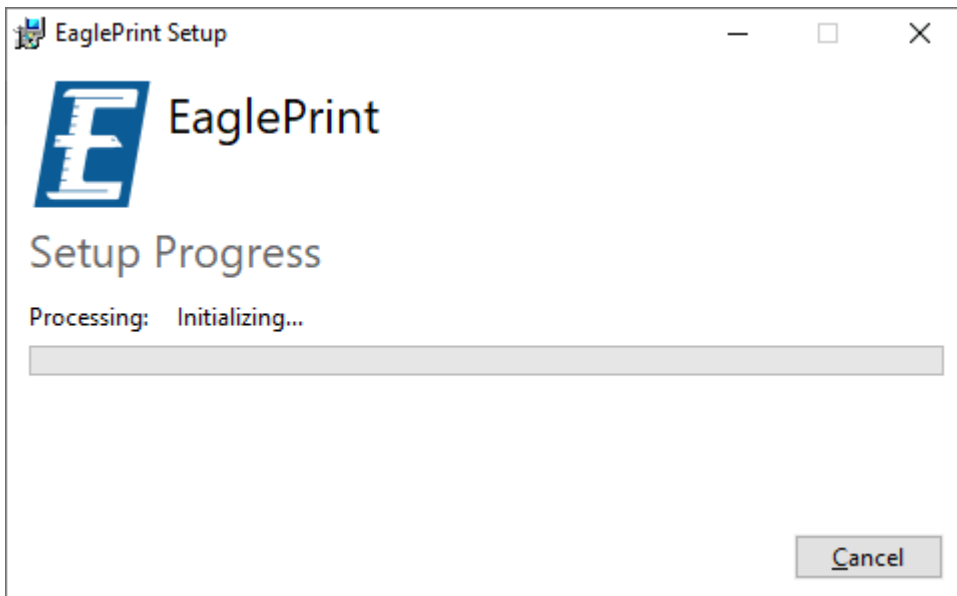 EaglePrint Setup
EaglePrint
Setup Progress
Processing: Initializing...
Cancel